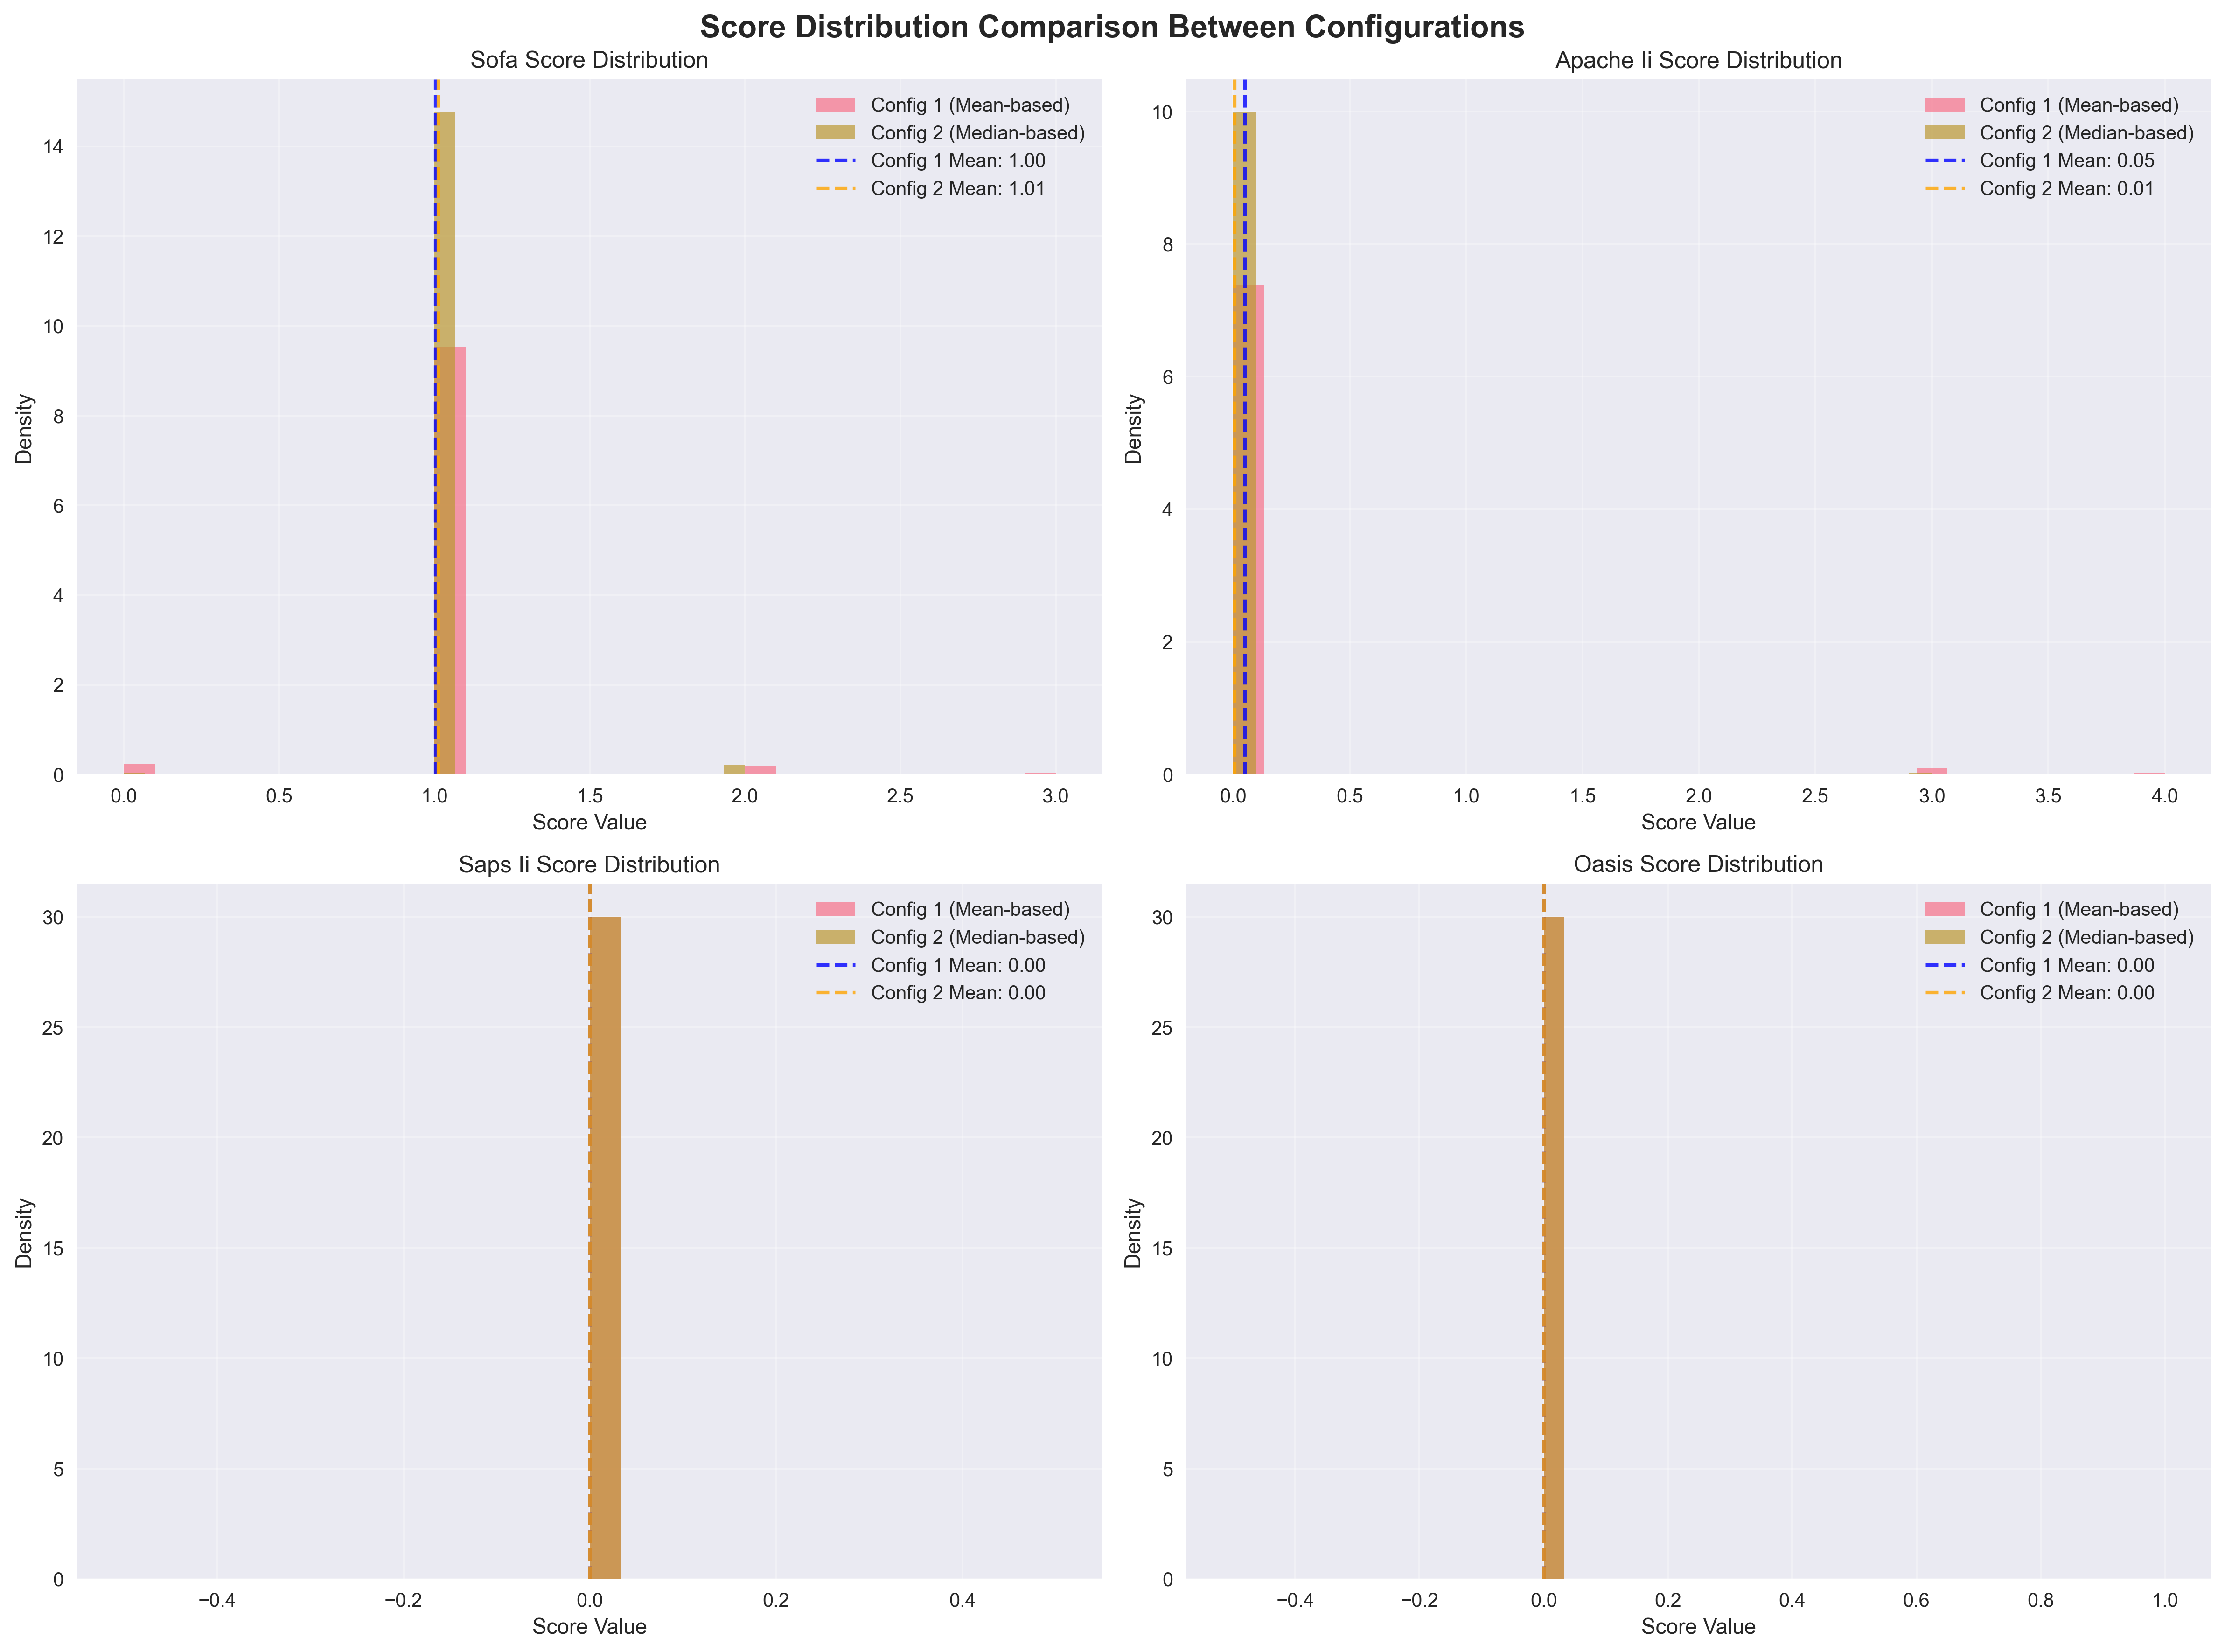 Score Distribution Comparison Between Configurations
Sofa Score Distribution
Config 1 (Mean-based)
Config 2 (Median-based)
Config 1 Mean: 1.00
Config 2 Mean: 1.01
Density
14
12
10
8
6
4
2
0
0.0 0.5 1.0 1.5 2.0 2.5 3.0
Score Value
Apache Ii Score Distribution
Config 1 (Mean-based)
Config 2 (Median-based)
Config 1 Mean: 0.05
Config 2 Mean: 0.01
Density
10
8
6
4
2
0
0.0 0.5 1.0 1.5 2.0 2.5 3.0 3.5 4.0
Score Value
Saps Ii Score Distribution
Config 1 (Mean-based)
Config 2 (Median-based)
Config 1 Mean: 0.00
Config 2 Mean: 0.00
Density
30
25
20
15
10
5
0
−0.4 −0.2 0.0 0.2 0.4
Score Value
Oasis Score Distribution
Config 1 (Mean-based)
Config 2 (Median-based)
Config 1 Mean: 0.00
Config 2 Mean: 0.00
Density
30
25
20
15
10
5
0
−0.4 −0.2 0.0 0.2 0.4 0.6 0.8 1.0
Score Value